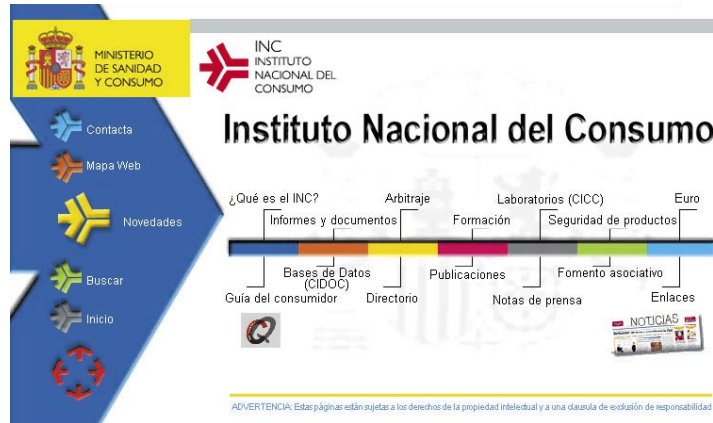 MINISTERIO
DE SANIDAD
Y CONSUMO
INC
INSTITUTO
NACIONAL DEL
CONSUMO
Contacta
Mapa Web
Novedades
Buscar
Inicio
Instituto Nacional del Consumo
¿Qué es el INC?
Arbitraje
Laboratorios (CICC)
Euro
Informes y documentos
Formación
Seguridad de productos
Bases de Datos
(CIDOC)
Publicaciones
Fomento asociativo
Guía del consumidor
Directorio
Notas de prensa
Enlaces
NOTICIAS
ADVERTENCIA: Estas páginas están sujetas a los derechos de la propiedad intelectual y a una clausula de exclusión de responsabilidad